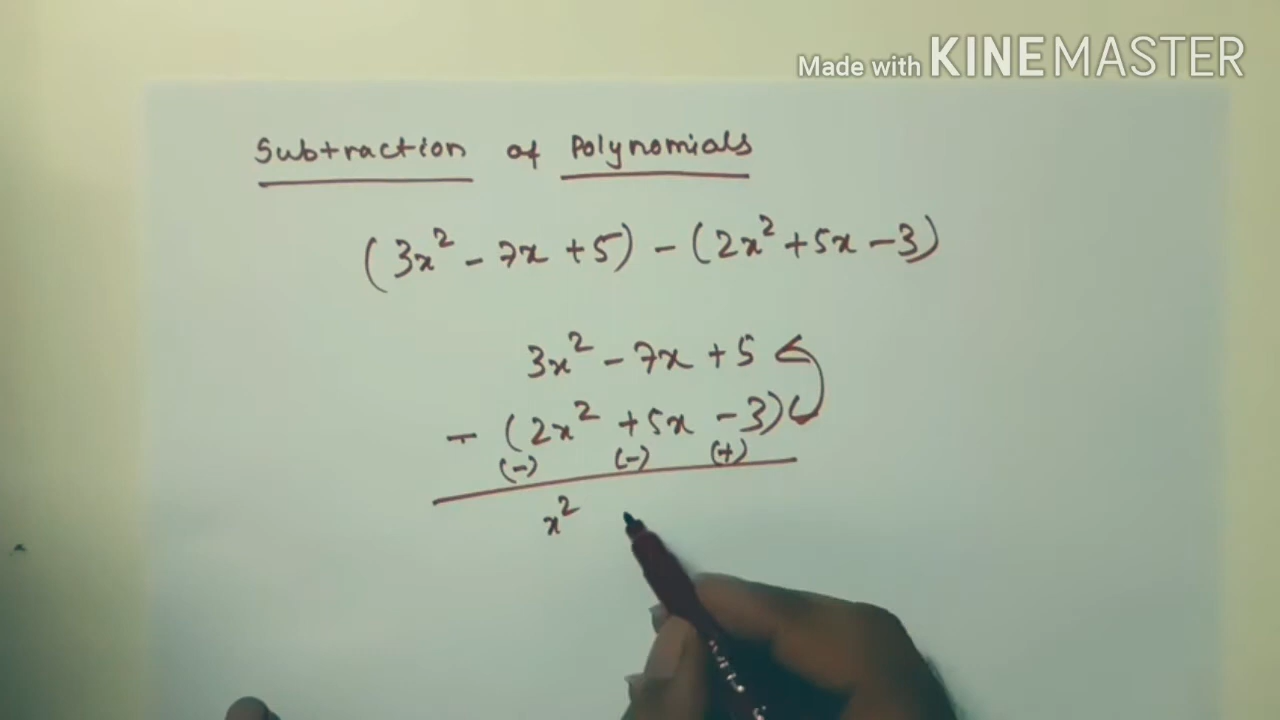 Made with KINEMASTER
Subtraction of Polynomials
(3x² - 7x + 5) - (2x² + 5x - 3)
3x² - 7x + 5
- (2x² + 5x - 3)
(-) (-) (+)
x²